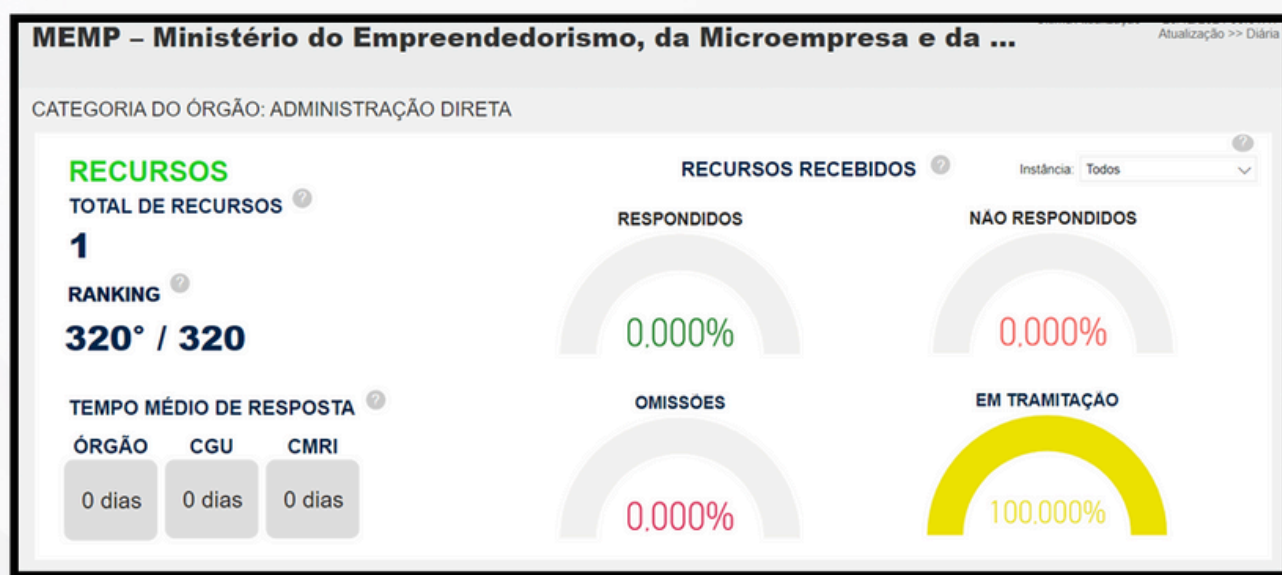 MEMP – Ministério do Empreendedorismo, da Microempresa e da ...
Atualização >> Diária
CATEGORIA DO ÓRGÃO: ADMINISTRAÇÃO DIRETA
RECURSOS
TOTAL DE RECURSOS ?
1
RANKING ?
320° / 320
TEMPO MÉDIO DE RESPOSTA ?
ÓRGÃO CGU CMRI
0 dias 0 dias 0 dias
RECURSOS RECEBIDOS ?
?
Instância: Todos
RESPONDIDOS
0,000%
NÃO RESPONDIDOS
0,000%
OMISSÕES
0,000%
EM TRAMITAÇÃO
100,000%